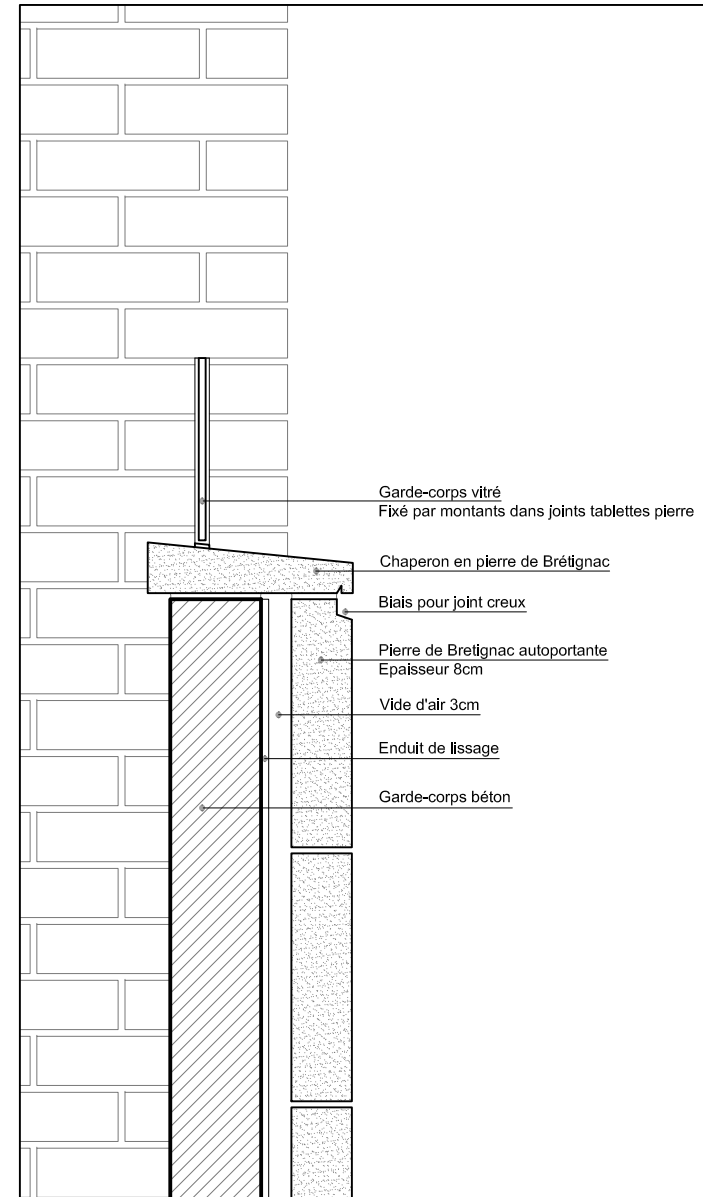 Garde-corps vitré
Fixé par montants dans joints tablettes pierre
Chaperon en pierre de Brétignac
Biais pour joint creux
Pierre de Bretignac autoportante
Epaisseur 8cm
Vide d'air 3cm
Enduit de lissage
Garde-corps béton